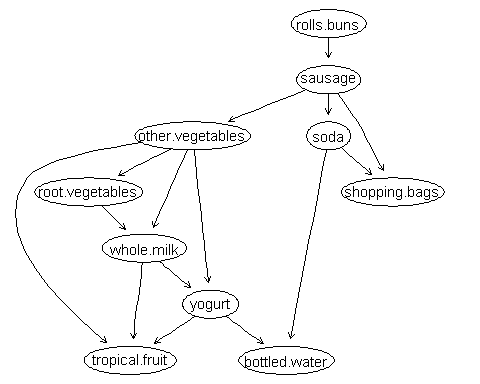 rolls.buns
sausage
other.vegetables
soda
root.vegetables
shopping.bags
whole.milk
yogurt
tropical.fruit
bottled.water